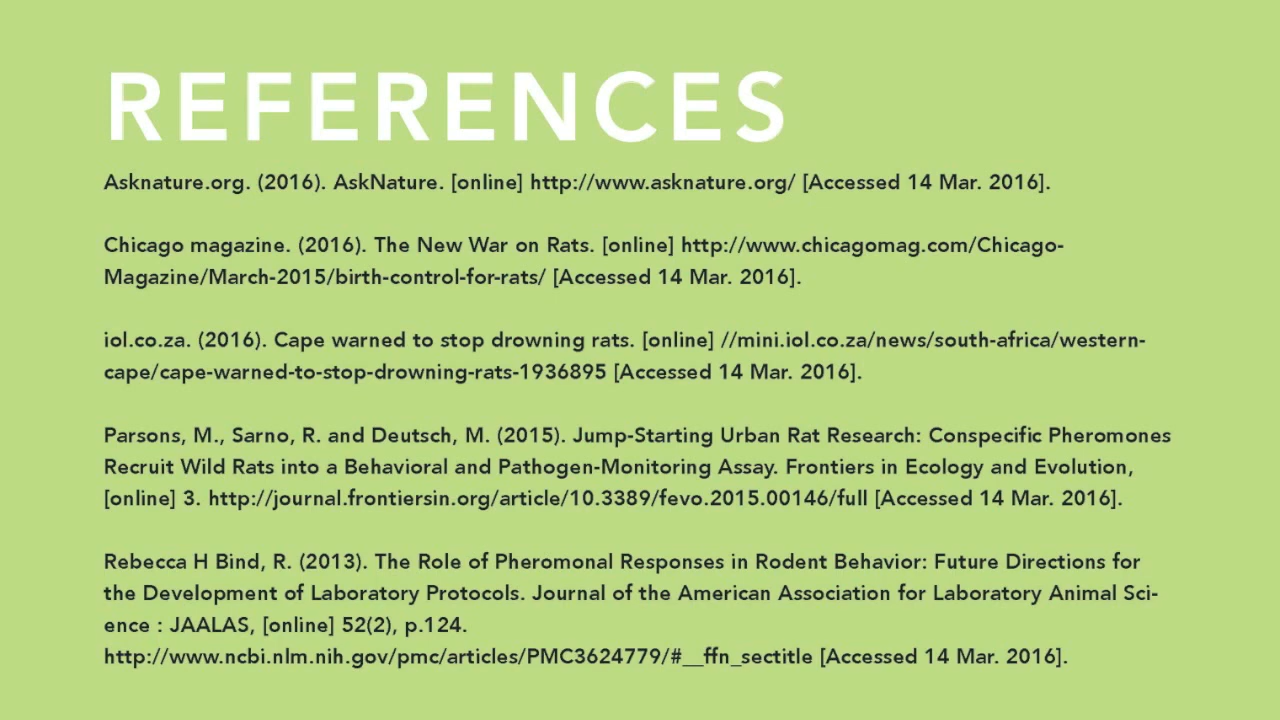 REFERENCES
Asknature.org. (2016). AskNature. [online] http://www.asknature.org/ [Accessed 14 Mar. 2016].
Chicago magazine. (2016). The New War on Rats. [online] http://www.chicagomag.com/Chicago-
Magazine/March-2015/birth-control-for-rats/ [Accessed 14 Mar. 2016].
iol.co.za. (2016). Cape warned to stop drowning rats. [online] //mini.iol.co.za/news/south-africa/western-
cape/cape-warned-to-stop-drowning-rats-1936895 [Accessed 14 Mar. 2016].
Parsons, M., Sarno, R. and Deutsch, M. (2015). Jump-Starting Urban Rat Research: Conspecific Pheromones
Recruit Wild Rats into a Behavioral and Pathogen-Monitoring Assay. Frontiers in Ecology and Evolution,
[online] 3. http://journal.frontiersin.org/article/10.3389/fevo.2015.00146/full [Accessed 14 Mar. 2016].
Rebecca H Bind, R. (2013). The Role of Pheromonal Responses in Rodent Behavior: Future Directions for
the Development of Laboratory Protocols. Journal of the American Association for Laboratory Animal Sci-
ence : JAALAS, [online] 52(2), p.124.
http://www.ncbi.nlm.nih.gov/pmc/articles/PMC3624779/#__ffn_sectitle [Accessed 14 Mar. 2016].